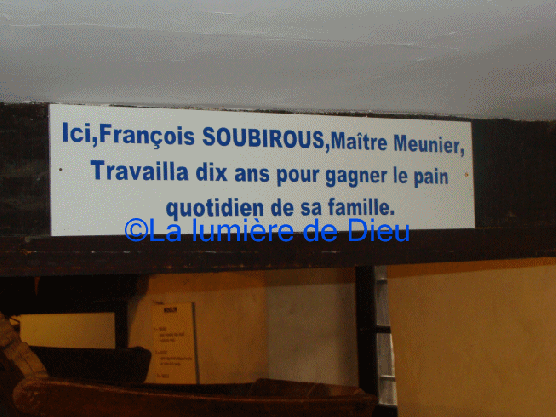 Ici,François SOUBIROUS,Maître Meunier,
Travailla dix ans pour gagner le pain
quotidien de sa famille.
©La lumière de Dieu